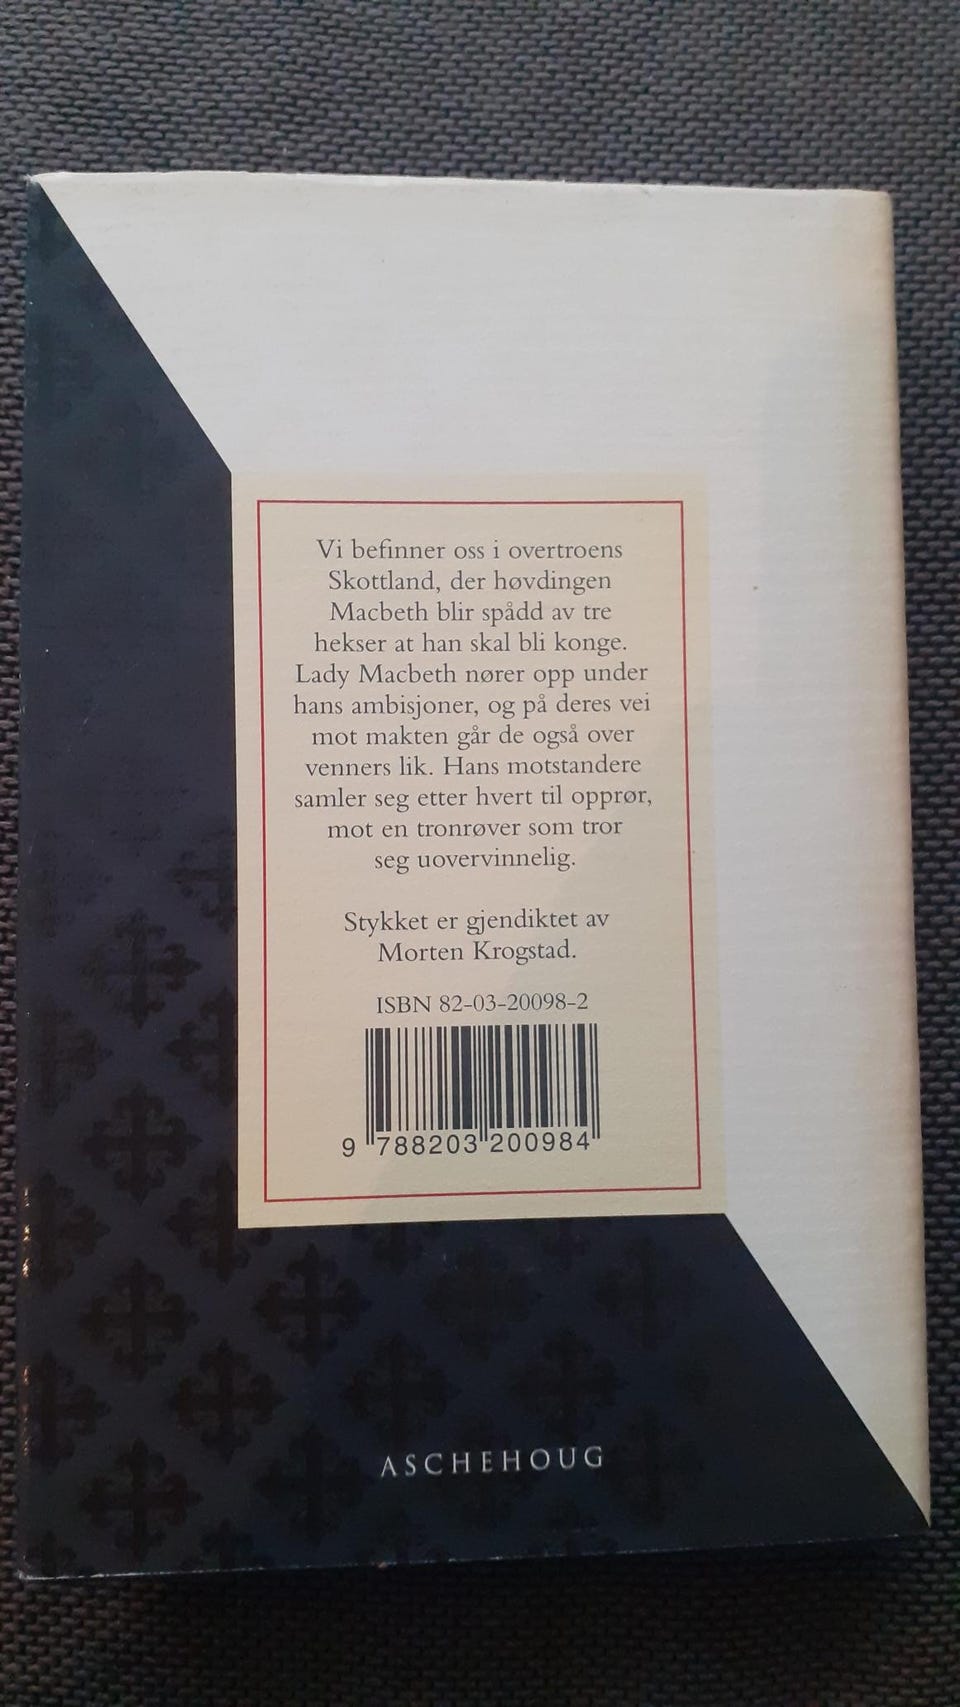 Vi befinner oss i overtroens
Skottland, der høvdingen
Macbeth blir spådd av tre
hekser at han skal bli konge.
Lady Macbeth nører opp under
hans ambisjoner, og på deres vei
mot makten går de også over
venners lik. Hans motstandere
samler seg etter hvert til opprør,
mot en tronrøver som tror
seg uovervinnelig.
Stykket er gjendiktet av
Morten Krogstad.
ISBN 82-03-20098-2
9 788203 200984
ASCHEHOUG